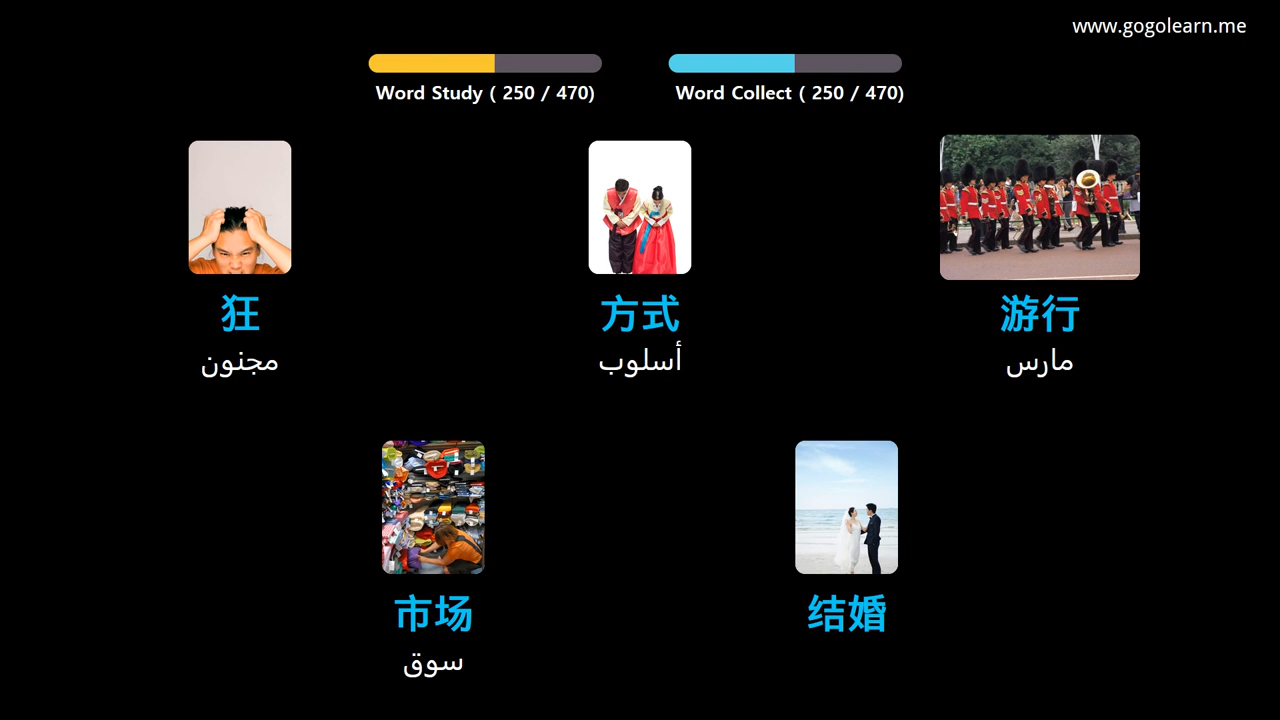 www.gogolearn.me
Word Study ( 250 / 470)
Word Collect ( 250 / 470)
狂
مجنون
方式
أسلوب
游行
مارس
市场
سوق
结婚